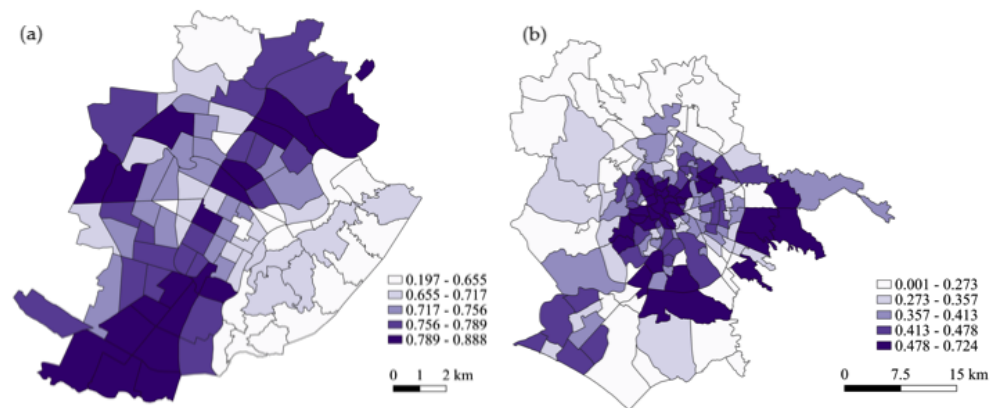 (a)
0.197 - 0.655
0.655 - 0.717
0.717 - 0.756
0.756 - 0.789
0.789 - 0.888
0 1 2 km
(b)
0.001 - 0.273
0.273 - 0.357
0.357 - 0.413
0.413 - 0.478
0.478 - 0.724
0 7.5 15 km